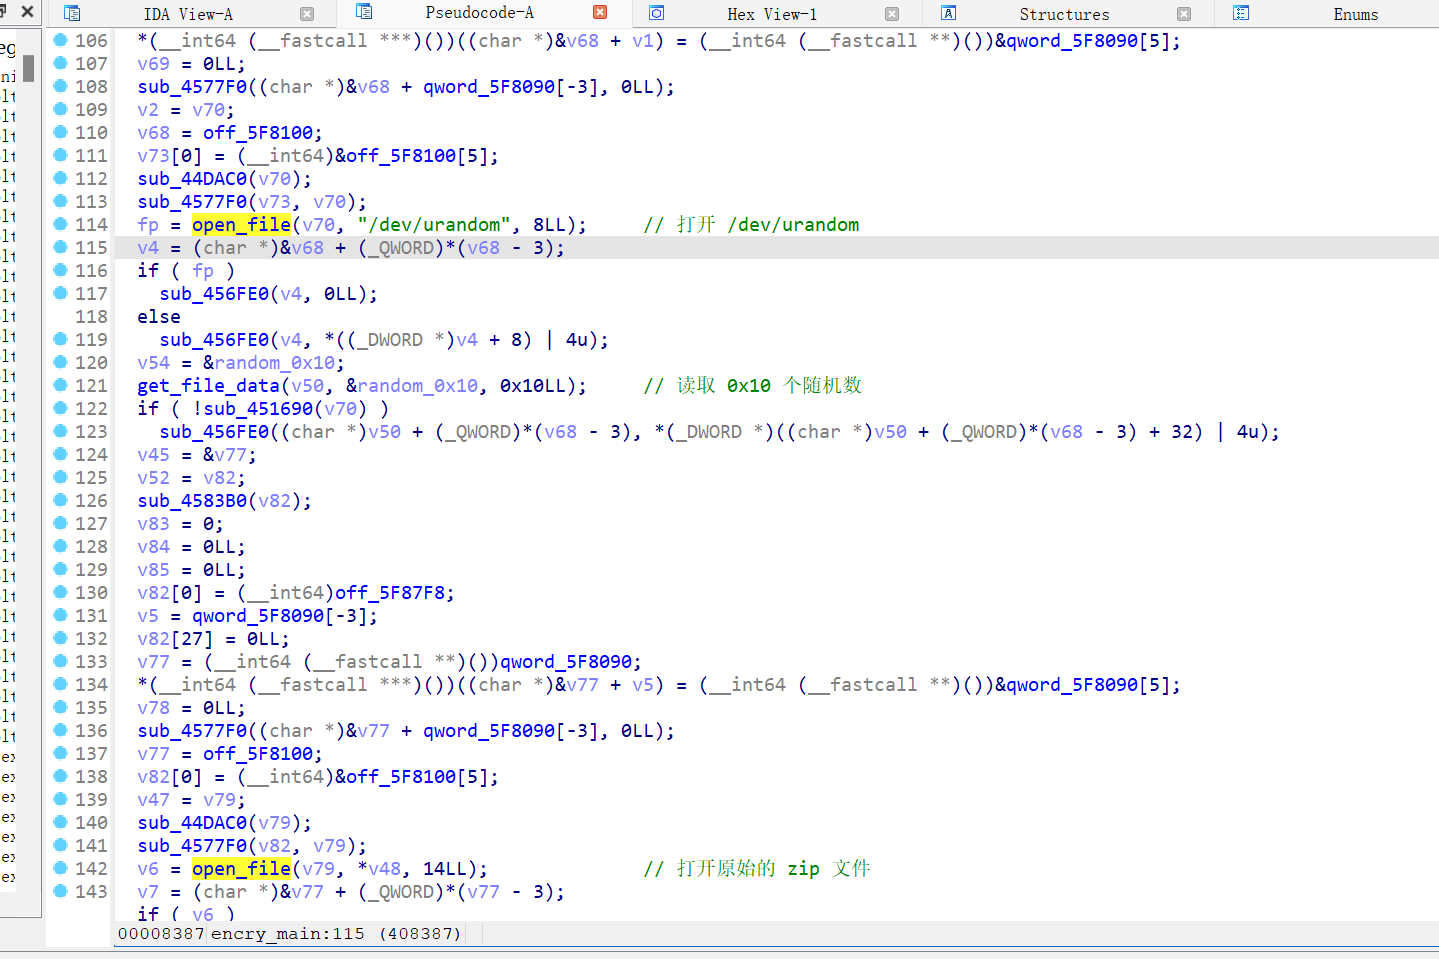 IDA View-A Pseudocode-A Hex View-1 Structures Enums
106 *(__int64 (__fastcall ***)())((char *)&v68 + v1) = (__int64 (__fastcall **)())&qword_5F8090[5];
107 v69 = 0LL;
108 sub_4577F0((char *)&v68 + qword_5F8090[-3], 0LL);
109 v2 = v70;
110 v68 = off_5F8100;
111 v73[0] = (__int64)&off_5F8100[5];
112 sub_44DAC0(v70);
113 sub_4577F0(v73, v70);
114 fp = open_file(v70, "/dev/urandom", 8LL); // 打开 /dev/urandom
115 v4 = (char *)&v68 + (_QWORD)*(v68 - 3);
116 if ( fp )
117 sub_456FE0(v4, 0LL);
118 else
119 sub_456FE0(v4, *((_DWORD *)v4 + 8) | 4u);
120 v54 = &random_0x10;
121 get_file_data(v50, &random_0x10, 0x10LL); // 读取 0x10 个随机数
122 if ( !sub_451690(v70) )
123 sub_456FE0((char *)v50 + (_QWORD)*(v68 - 3), *(_DWORD *)((char *)v50 + (_QWORD)*(v68 - 3) + 32) | 4u);
124 v45 = &v77;
125 v52 = v82;
126 sub_4583B0(v82);
127 v83 = 0;
128 v84 = 0LL;
129 v85 = 0LL;
130 v82[0] = (__int64)off_5F87F8;
131 v5 = qword_5F8090[-3];
132 v82[27] = 0LL;
133 v77 = (__int64 (__fastcall **)())qword_5F8090;
134 *(__int64 (__fastcall ***)())((char *)&v77 + v5) = (__int64 (__fastcall **)())&qword_5F8090[5];
135 v78 = 0LL;
136 sub_4577F0((char *)&v77 + qword_5F8090[-3], 0LL);
137 v77 = off_5F8100;
138 v82[0] = (__int64)&off_5F8100[5];
139 v47 = v79;
140 sub_44DAC0(v79);
141 sub_4577F0(v82, v79);
142 v6 = open_file(v79, *v48, 14LL); // 打开原始的 zip 文件
143 v7 = (char *)&v77 + (_QWORD)*(v77 - 3);
if ( v6 )
00008387 encry_main:115 (408387)